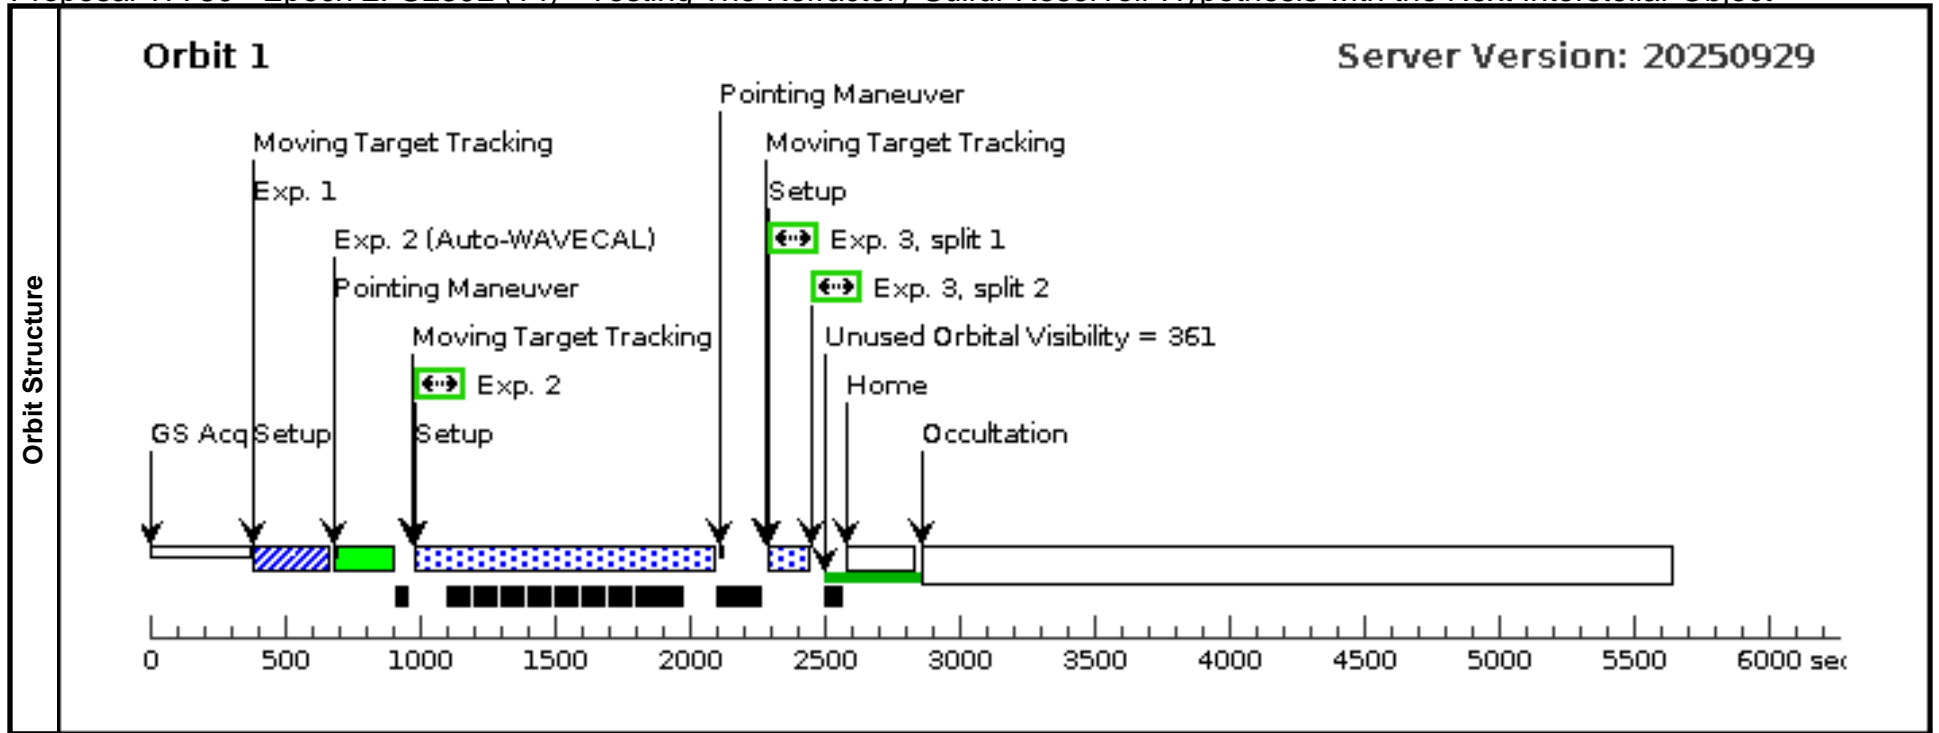 Orbit 1
Server Version: 20250929
Pointing Maneuver
Moving Target Tracking
Moving Target Tracking
Exp. 1
Setup
Exp. 2 (Auto-WAVECAL)
Exp. 3, split 1
Pointing Maneuver
Exp. 3, split 2
Moving Target Tracking
Unused Orbital Visibility = 361
Exp. 2
Home
GS Acq
Setup
Setup
Occultation
Orbit Structure
0 500 1000 1500 2000 2500 3000 3500 4000 4500 5000 5500 6000 sec